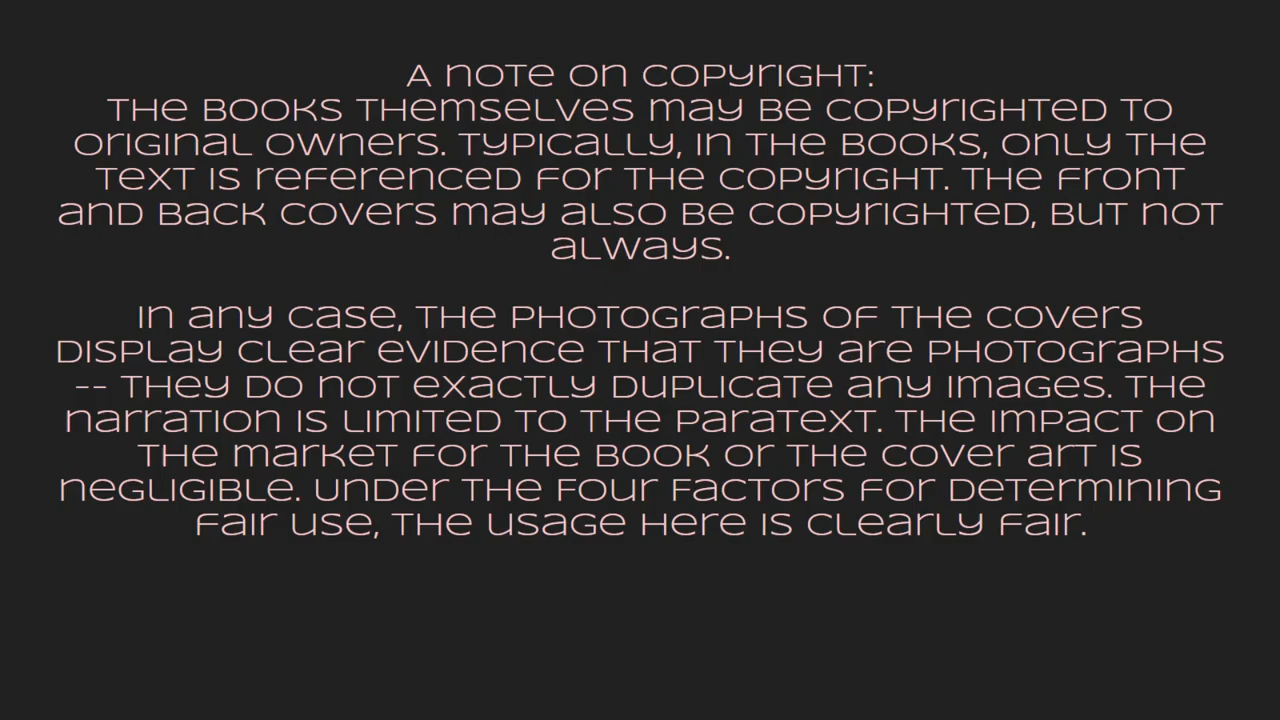 A note on copyright:
The books themselves may be copyrighted to
original owners. Typically, in the books, only the
text is referenced for the copyright. The front
and back covers may also be copyrighted, but not
always.
In any case, the photographs of the covers
display clear evidence that they are photographs
-- they do not exactly duplicate any images. The
narration is limited to the paratext. The impact on
the market for the book or the cover art is
negligible. Under the four factors for determining
fair use, the usage here is clearly fair.